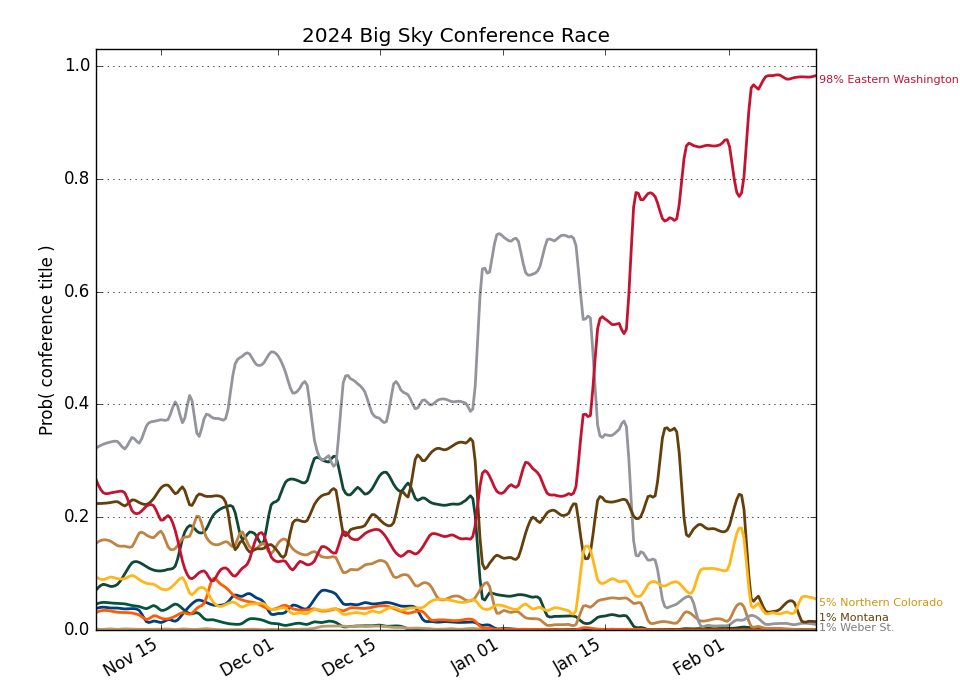 2024 Big Sky Conference Race
Prob( conference title )
1.0
0.8
0.6
0.4
0.2
0.0
Nov 15
Dec 01
Dec 15
Jan 01
Jan 15
Feb 01
98% Eastern Washington
5% Northern Colorado
1% Montana
1% Weber St.